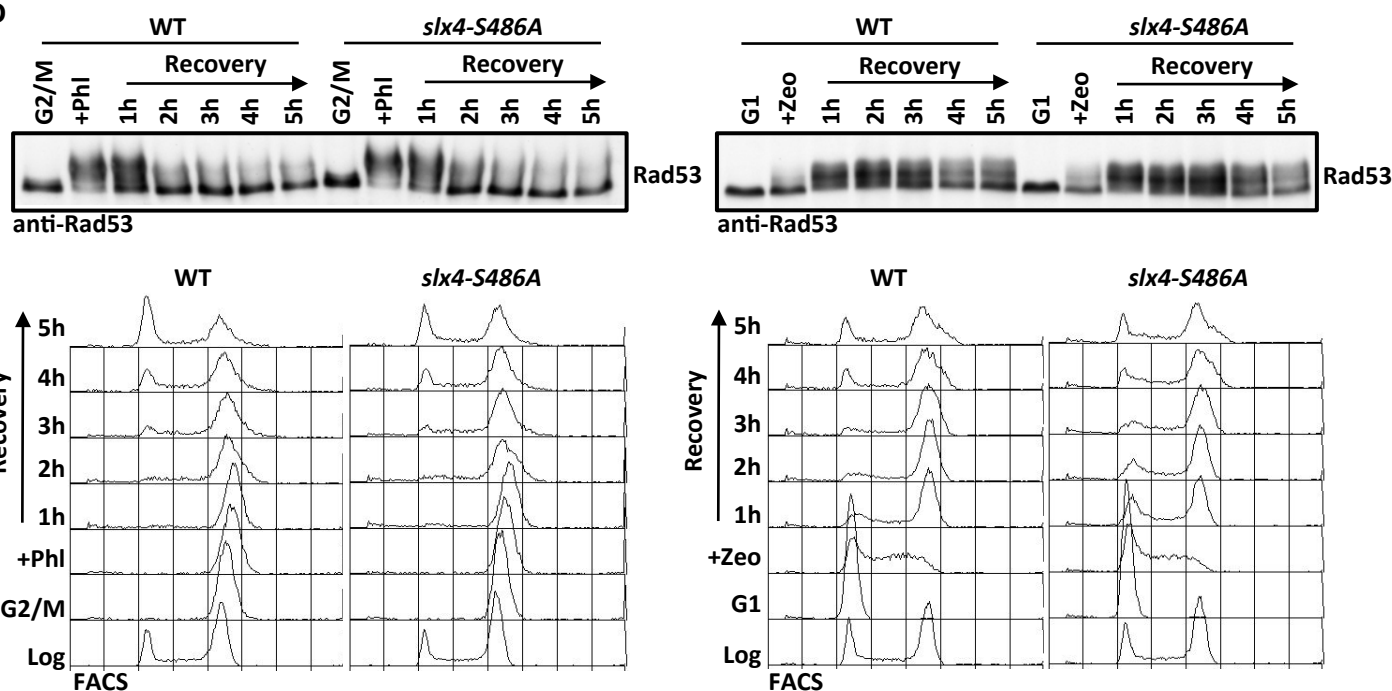 WT slx4-S486A
Recovery Recovery
G2/M +Phl 1h 2h 3h 4h 5h G2/M +Phl 1h 2h 3h 4h 5h
Rad53
anti-Rad53
WT slx4-S486A
Recovery Recovery
G1 +Zeo 1h 2h 3h 4h 5h G1 +Zeo 1h 2h 3h 4h 5h
Rad53
anti-Rad53
WT slx4-S486A
Recovery
5h
4h
3h
2h
1h
+Phl
G2/M
Log
FACS
WT slx4-S486A
Recovery
5h
4h
3h
2h
1h
+Zeo
G1
Log
FACS